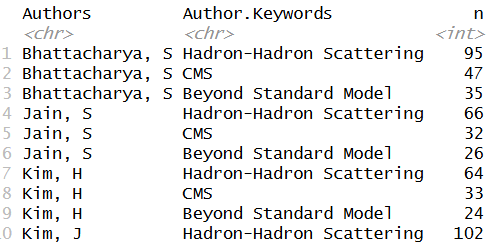 Authors Author.Keywords n
<chr> <chr> <int>
1 Bhattacharya, S Hadron-Hadron Scattering 95
2 Bhattacharya, S CMS 47
3 Bhattacharya, S Beyond Standard Model 35
4 Jain, S Hadron-Hadron Scattering 66
5 Jain, S CMS 32
6 Jain, S Beyond Standard Model 26
7 Kim, H Hadron-Hadron Scattering 64
8 Kim, H CMS 33
9 Kim, H Beyond Standard Model 24
0 Kim, J Hadron-Hadron Scattering 102